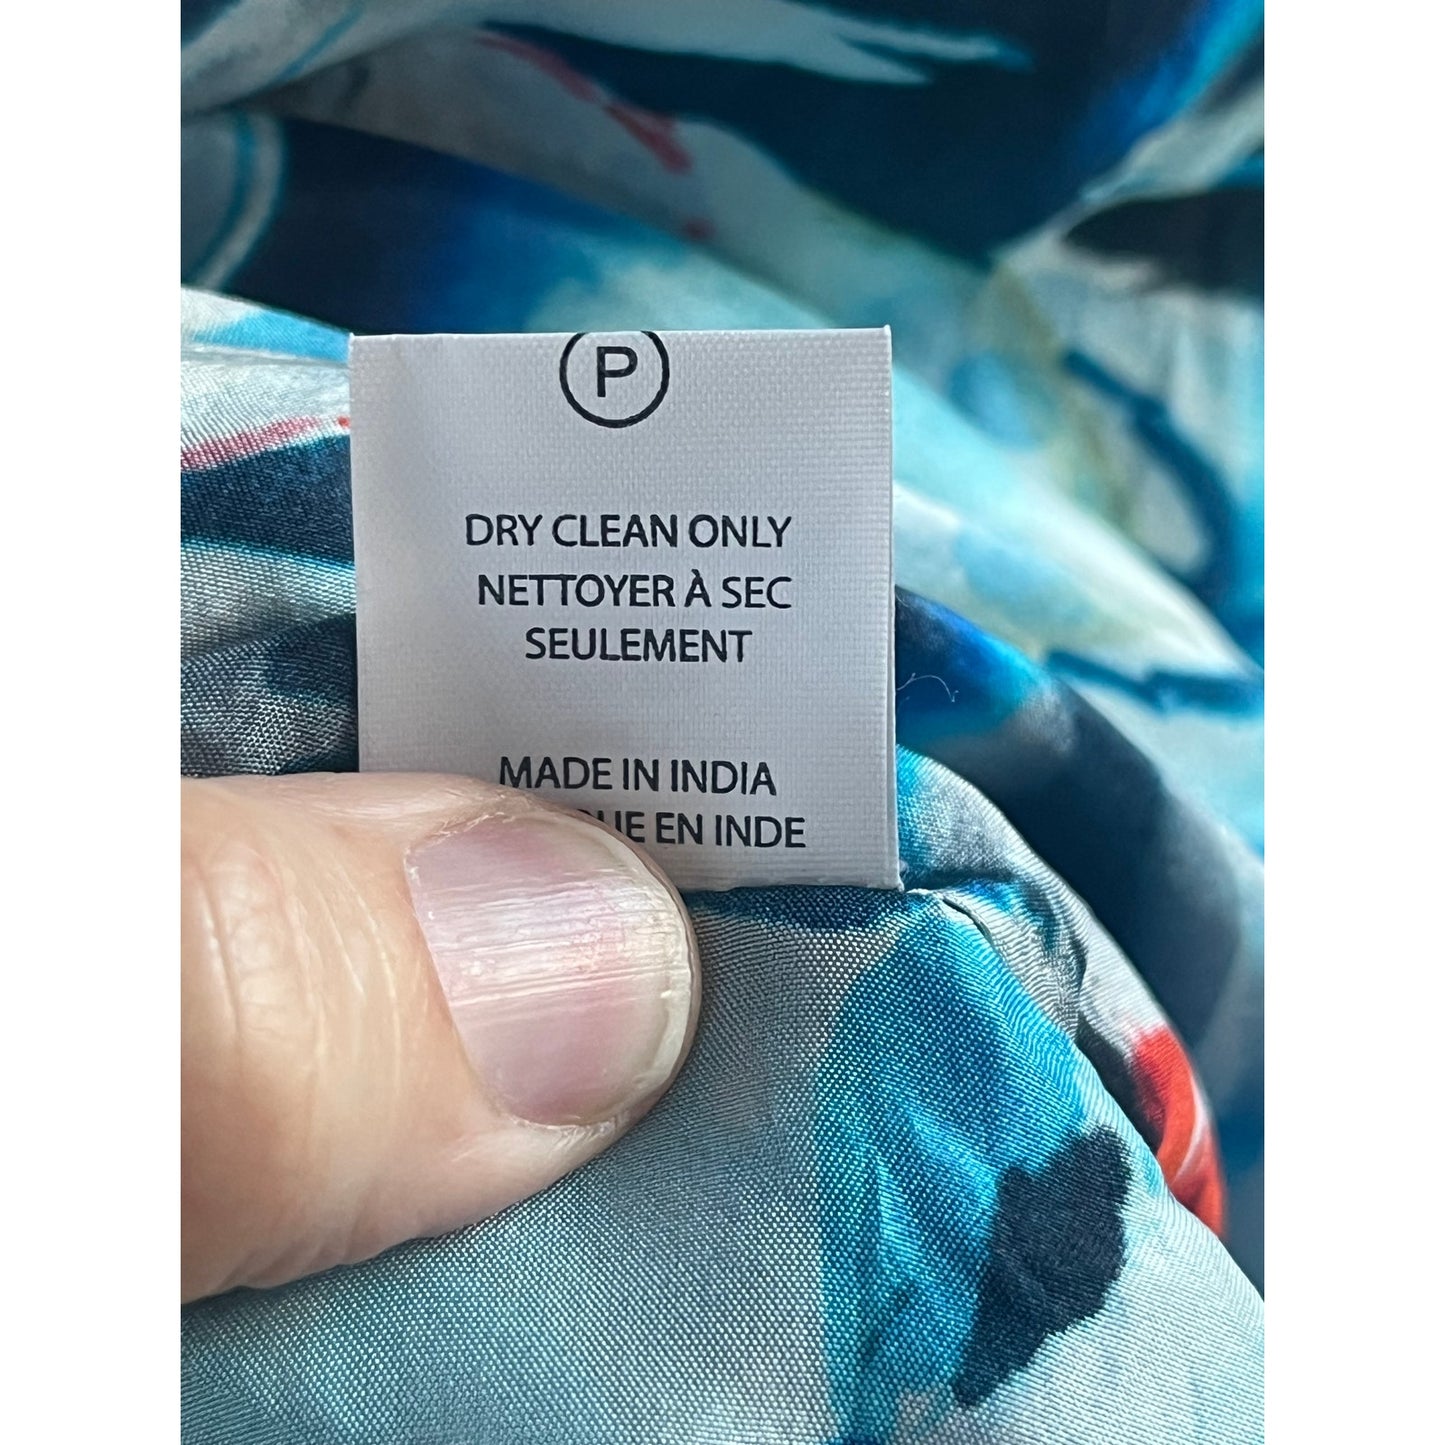 P
DRY CLEAN ONLY
NETTOYER À SEC
SEULEMENT
MADE IN INDIA
EN INDE